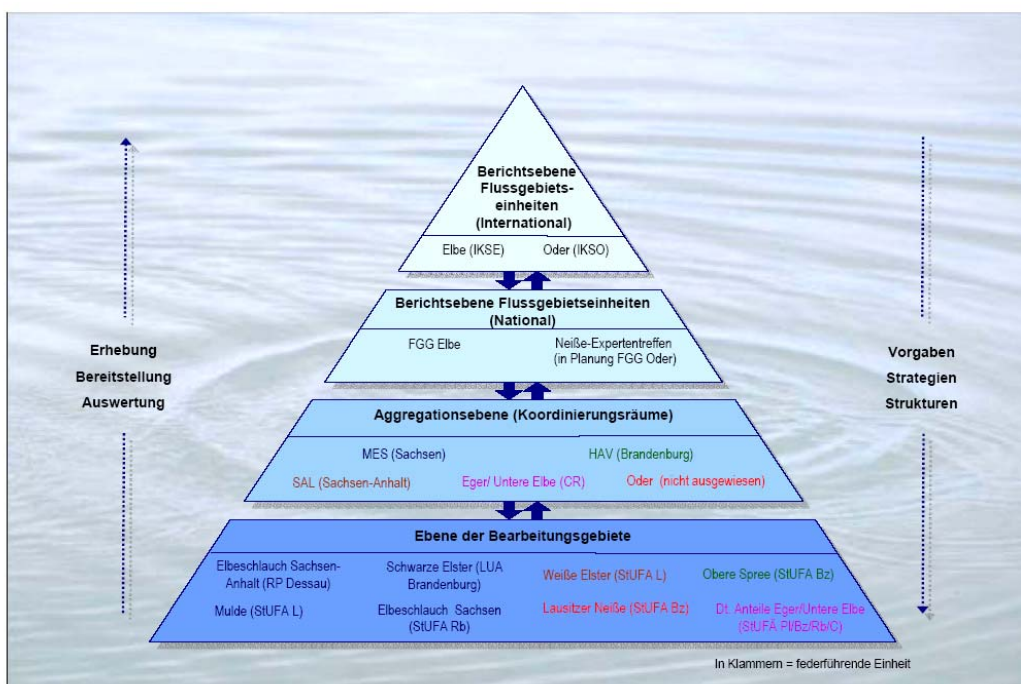 Berichtsebene
Flussgebiets-
einheiten
(International)
Elbe (IKSE)
Oder (IKSO)
Berichtsebene Flussgebietseinheiten
(National)
FGG Elbe
Neiße-Expertentreffen
(in Planung FGG Oder)
Erhebung
Bereitstellung
Auswertung
Vorgaben
Strategien
Strukturen
Aggregationsebene (Koordinierungsräume)
MES (Sachsen)
HAV (Brandenburg)
SAL (Sachsen-Anhalt)
Eger/ Untere Elbe (CR)
Oder (nicht ausgewiesen)
Ebene der Bearbeitungsgebiete
Elbeschlauch Sachsen-
Anhalt (RP Dessau)
Schwarze Elster (LUA
Brandenburg)
Weiße Elster (StUFA L)
Obere Spree (StUFA Bz)
Mulde (StUFA L)
Elbeschlauch Sachsen
(StUFA Rb)
Lausitzer Neiße (StUFA Bz)
Dt. Anteile Eger/Untere Elbe
(StUFÄ Pl/Bz/Rb/C)
In Klammern = federführende Einheit